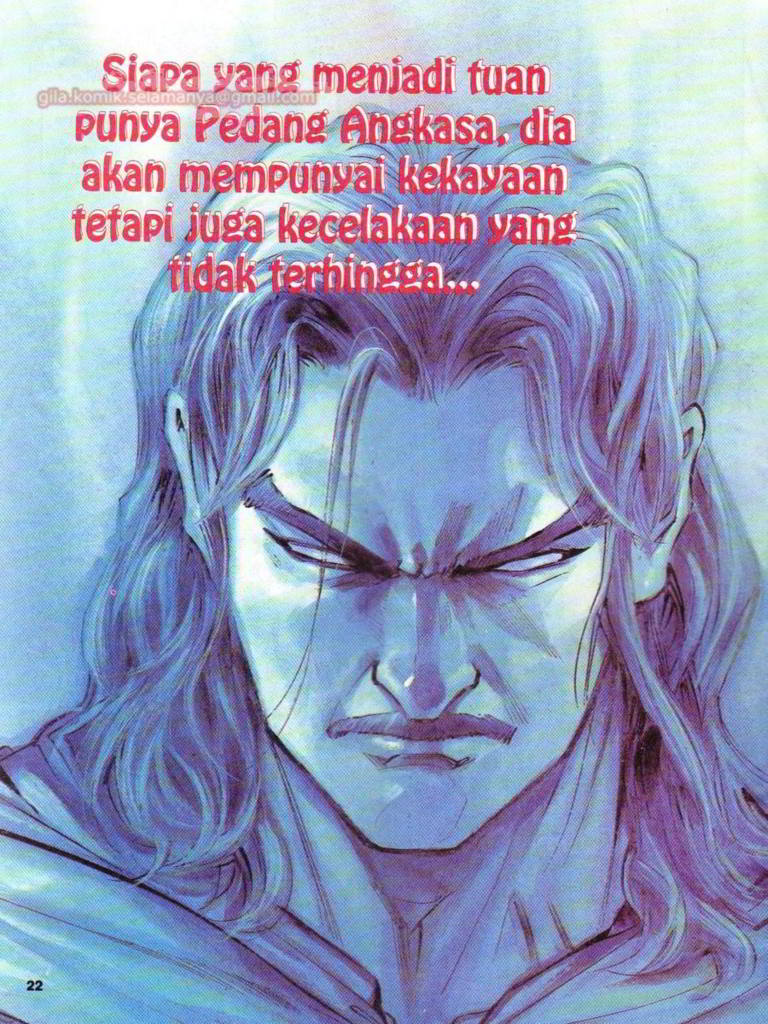 Siapa yang menjadi tuan
gila.komik.selamanya@gmail.com
punya Pedang Angkasa, dia
akan mempunyai kekayaan
tetapi juga kecelakaan yang
tidak terhingga...
22